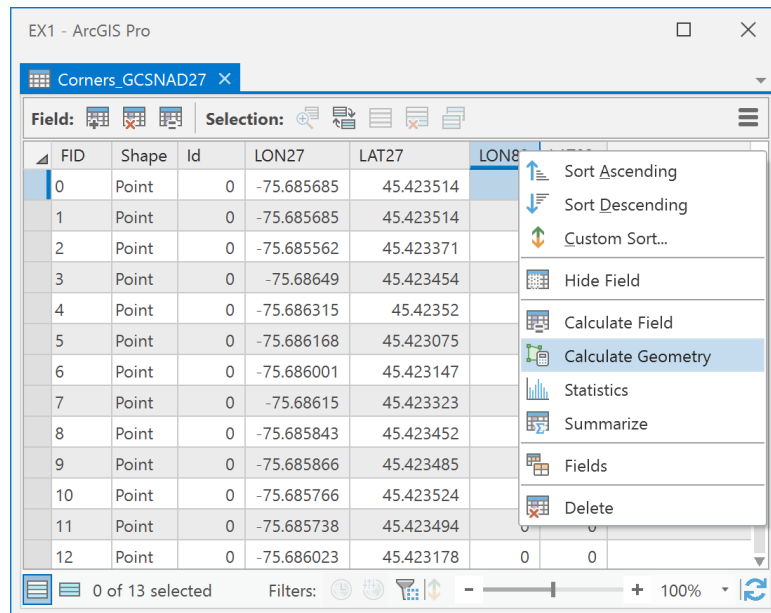 EX1 - ArcGIS Pro
Corners_GCSNAD27
Field: Selection:
FID Shape Id LON27 LAT27
0 Point 0 -75.685685 45.423514
1 Point 0 -75.685685 45.423514
2 Point 0 -75.685562 45.423371
3 Point 0 -75.68649 45.423454
4 Point 0 -75.686315 45.42352
5 Point 0 -75.686168 45.423075
6 Point 0 -75.686001 45.423147
7 Point 0 -75.68615 45.423323
8 Point 0 -75.685843 45.423452
9 Point 0 -75.685866 45.423485
10 Point 0 -75.685766 45.423524
11 Point 0 -75.685738 45.423494 0 0
12 Point 0 -75.686023 45.423178 0 0
Sort Ascending
Sort Descending
Custom Sort...
Hide Field
Calculate Field
Calculate Geometry
Statistics
Summarize
Fields
Delete
0 of 13 selected Filters: - + 100%